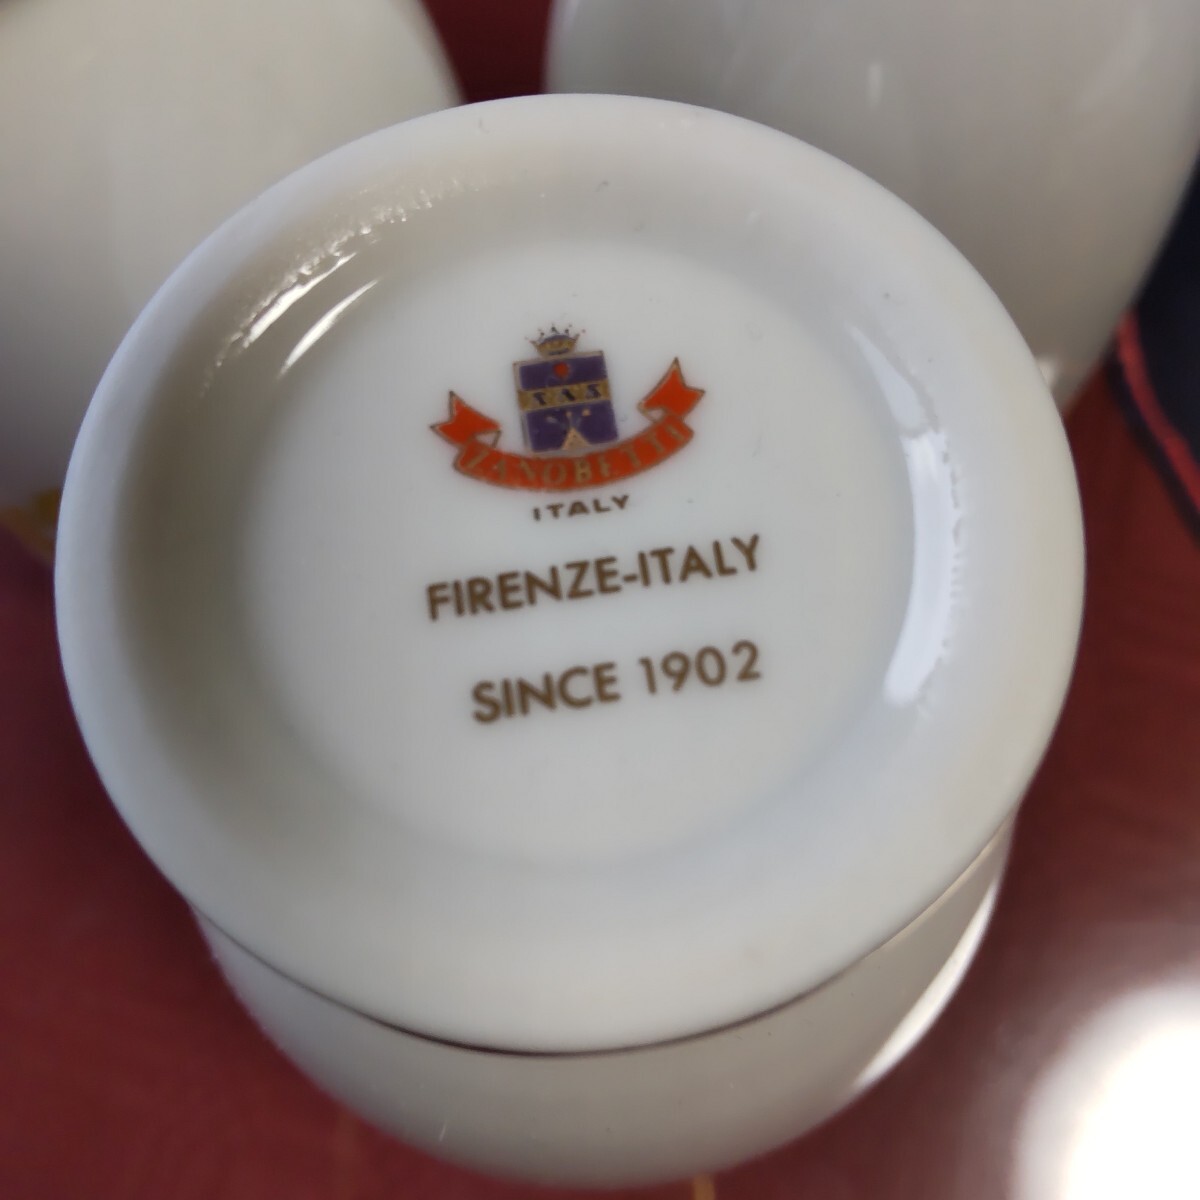 ZANOBETTI
ITALY
FIRENZE-ITALY
SINCE 1902